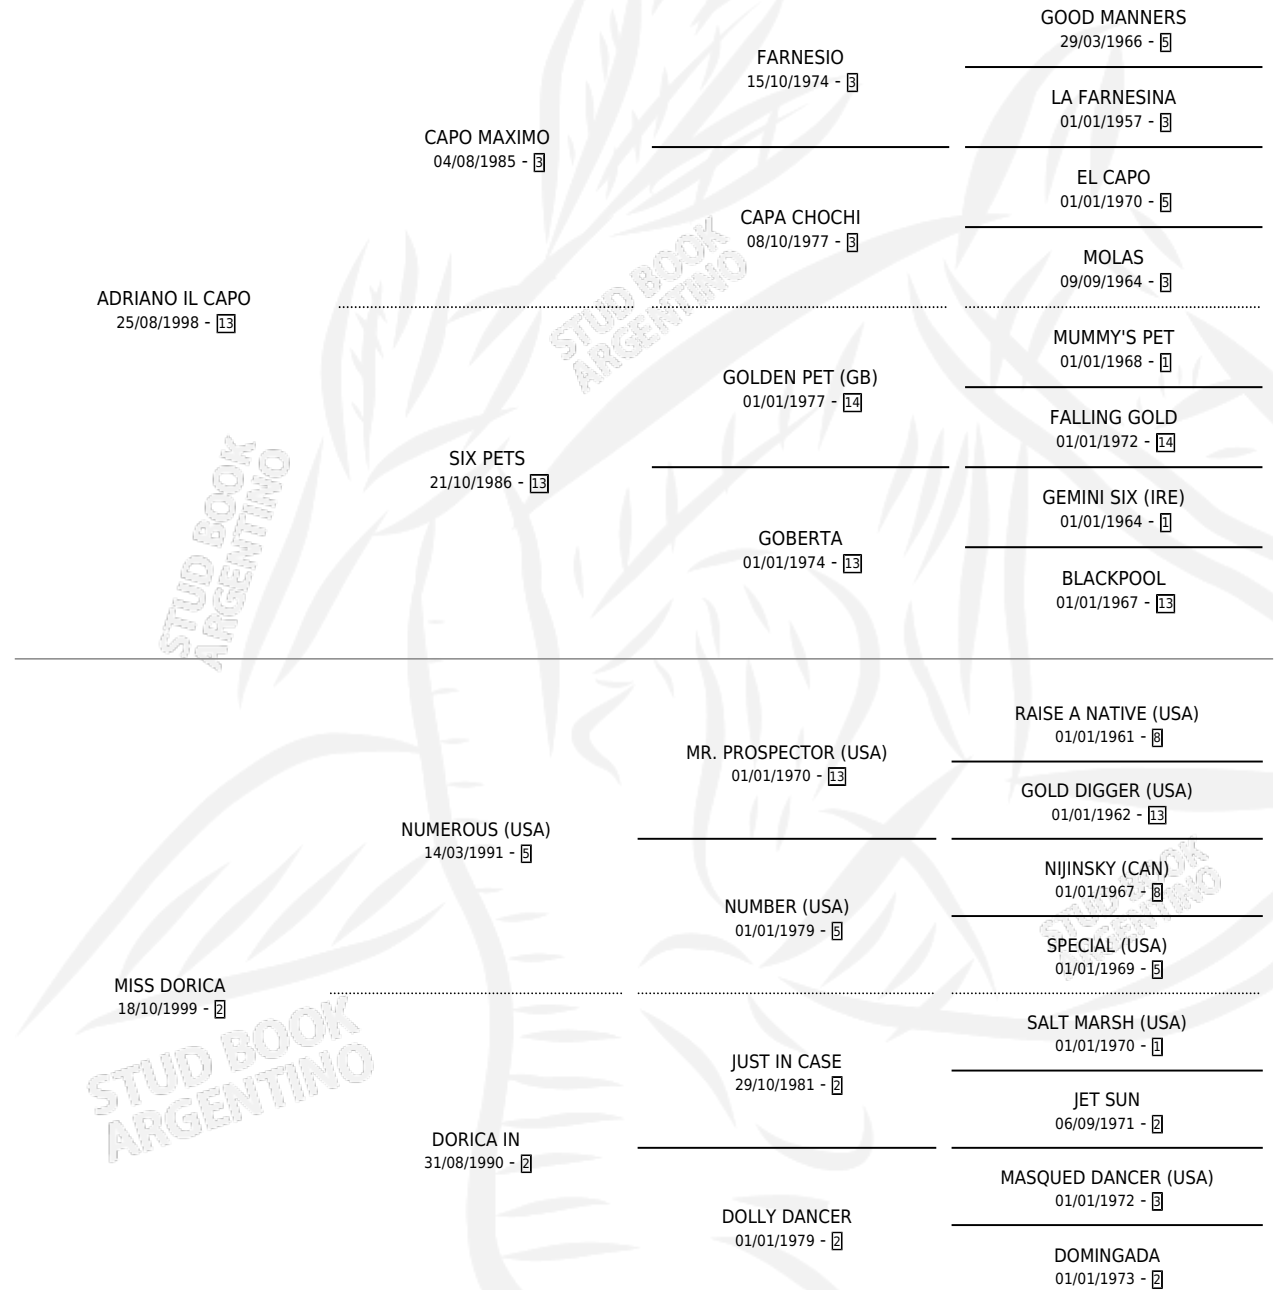 GOOD MANNERS
29/03/1966 - 5
FARNESIO
15/10/1974 - 3
LA FARNESINA
01/01/1957 - 3
CAPO MAXIMO
04/08/1985 - 3
EL CAPO
01/01/1970 - 5
CAPA CHOCHI
08/10/1977 - 3
MOLAS
09/09/1964 - 3
ADRIANO IL CAPO
25/08/1998 - 13
STUD BOOK
ARGENTINO
MUMMY'S PET
01/01/1968 - 1
GOLDEN PET (GB)
01/01/1977 - 14
FALLING GOLD
01/01/1972 - 14
SIX PETS
21/10/1986 - 13
GEMINI SIX (IRE)
01/01/1964 - 1
GOBERTA
01/01/1974 - 13
BLACKPOOL
01/01/1967 - 13
STUD BOOK
ARGENTINO
RAISE A NATIVE (USA)
01/01/1961 - 8
MR. PROSPECTOR (USA)
01/01/1970 - 13
GOLD DIGGER (USA)
01/01/1962 - 13
NUMEROUS (USA)
14/03/1991 - 5
NIJINSKY (CAN)
01/01/1967 - 8
NUMBER (USA)
01/01/1979 - 5
STUD BOOK
ARGENTINO
SPECIAL (USA)
01/01/1969 - 5
MISS DORICA
18/10/1999 - 2
STUD BOOK
ARGENTINO
SALT MARSH (USA)
01/01/1970 - 1
JUST IN CASE
29/10/1981 - 2
JET SUN
06/09/1971 - 2
DORICA IN
31/08/1990 - 2
MASQUED DANCER (USA)
01/01/1972 - 3
DOLLY DANCER
01/01/1979 - 2
DOMINGADA
01/01/1973 - 2